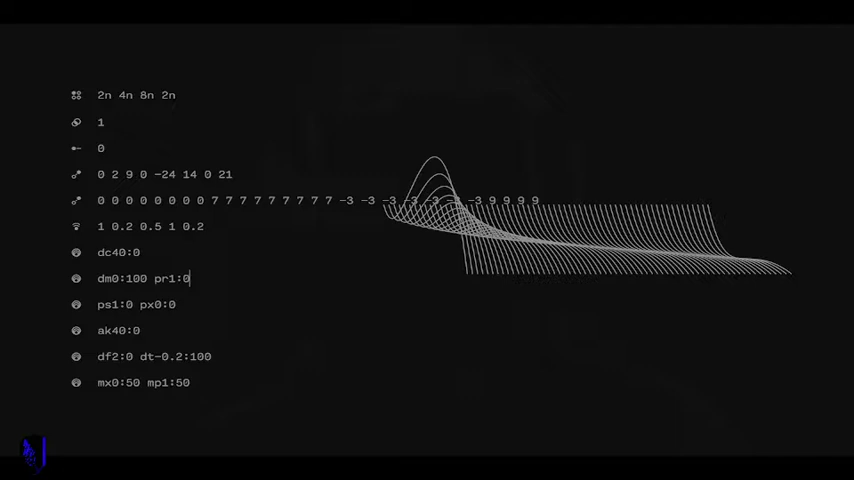 2n 4n 8n 2n
1
0
0 2 9 0 -24 14 0 21
0 0 0 0 0 0 0 0 7 7 7 7 7 7 7 7 7 -3 -3 -3 -3 -3 -3 -3 9 9 9 9
1 0.2 0.5 1 0.2
dc40:0
dm0:100 pr1:0
ps1:0 px0:0
ak40:0
df2:0 dt-0.2:100
mx0:50 mp1:50